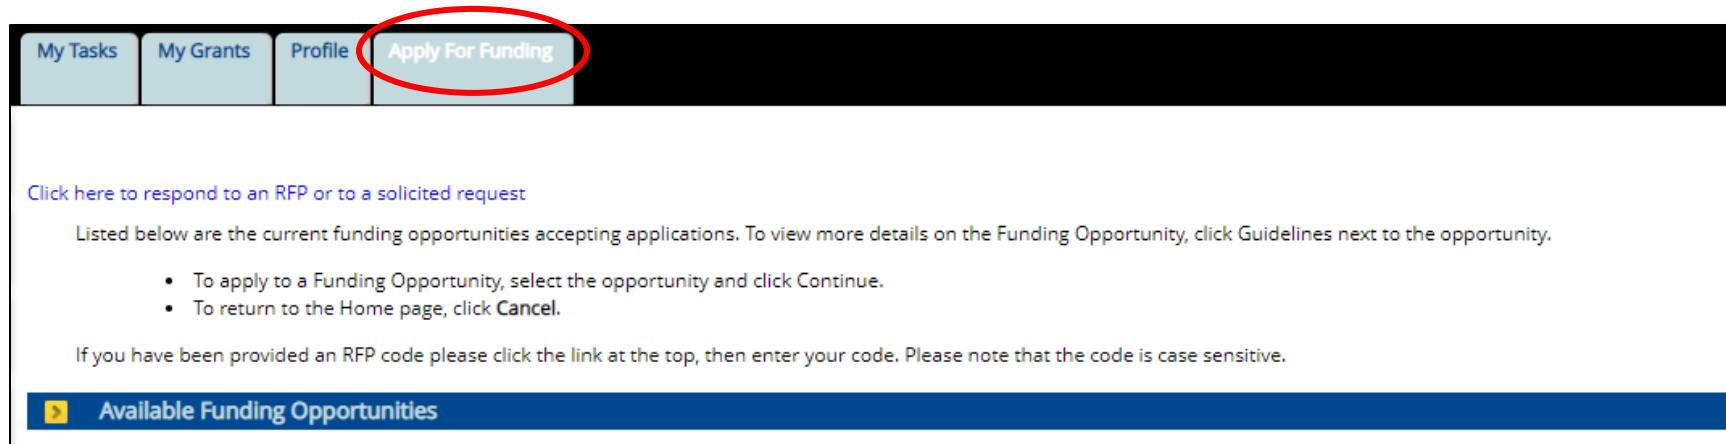 My Tasks My Grants Profile Apply For Funding
Click here to respond to an RFP or to a solicited request
Listed below are the current funding opportunities accepting applications. To view more details on the Funding Opportunity, click Guidelines next to the opportunity.
• To apply to a Funding Opportunity, select the opportunity and click Continue.
• To return to the Home page, click Cancel.
If you have been provided an RFP code please click the link at the top, then enter your code. Please note that the code is case sensitive.
Available Funding Opportunities